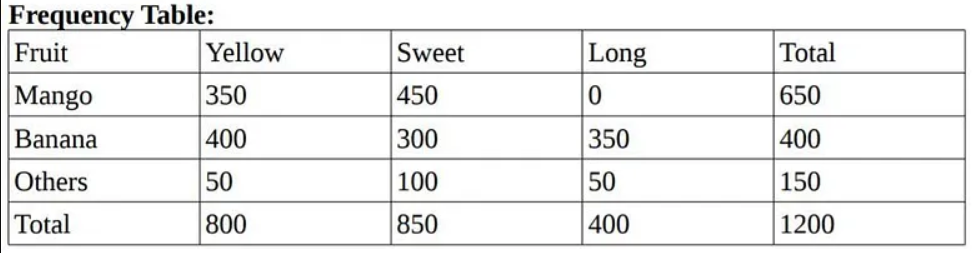 Frequency Table:
Fruit Yellow Sweet Long Total
Mango 350 450 0 650
Banana 400 300 350 400
Others 50 100 50 150
Total 800 850 400 1200